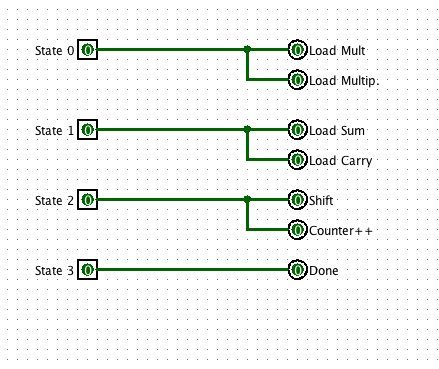 State 0 0 0 Load Mult
0 Load Multip.
State 1 0 0 Load Sum
0 Load Carry
State 2 0 0 Shift
0 Counter++
State 3 0 0 Done